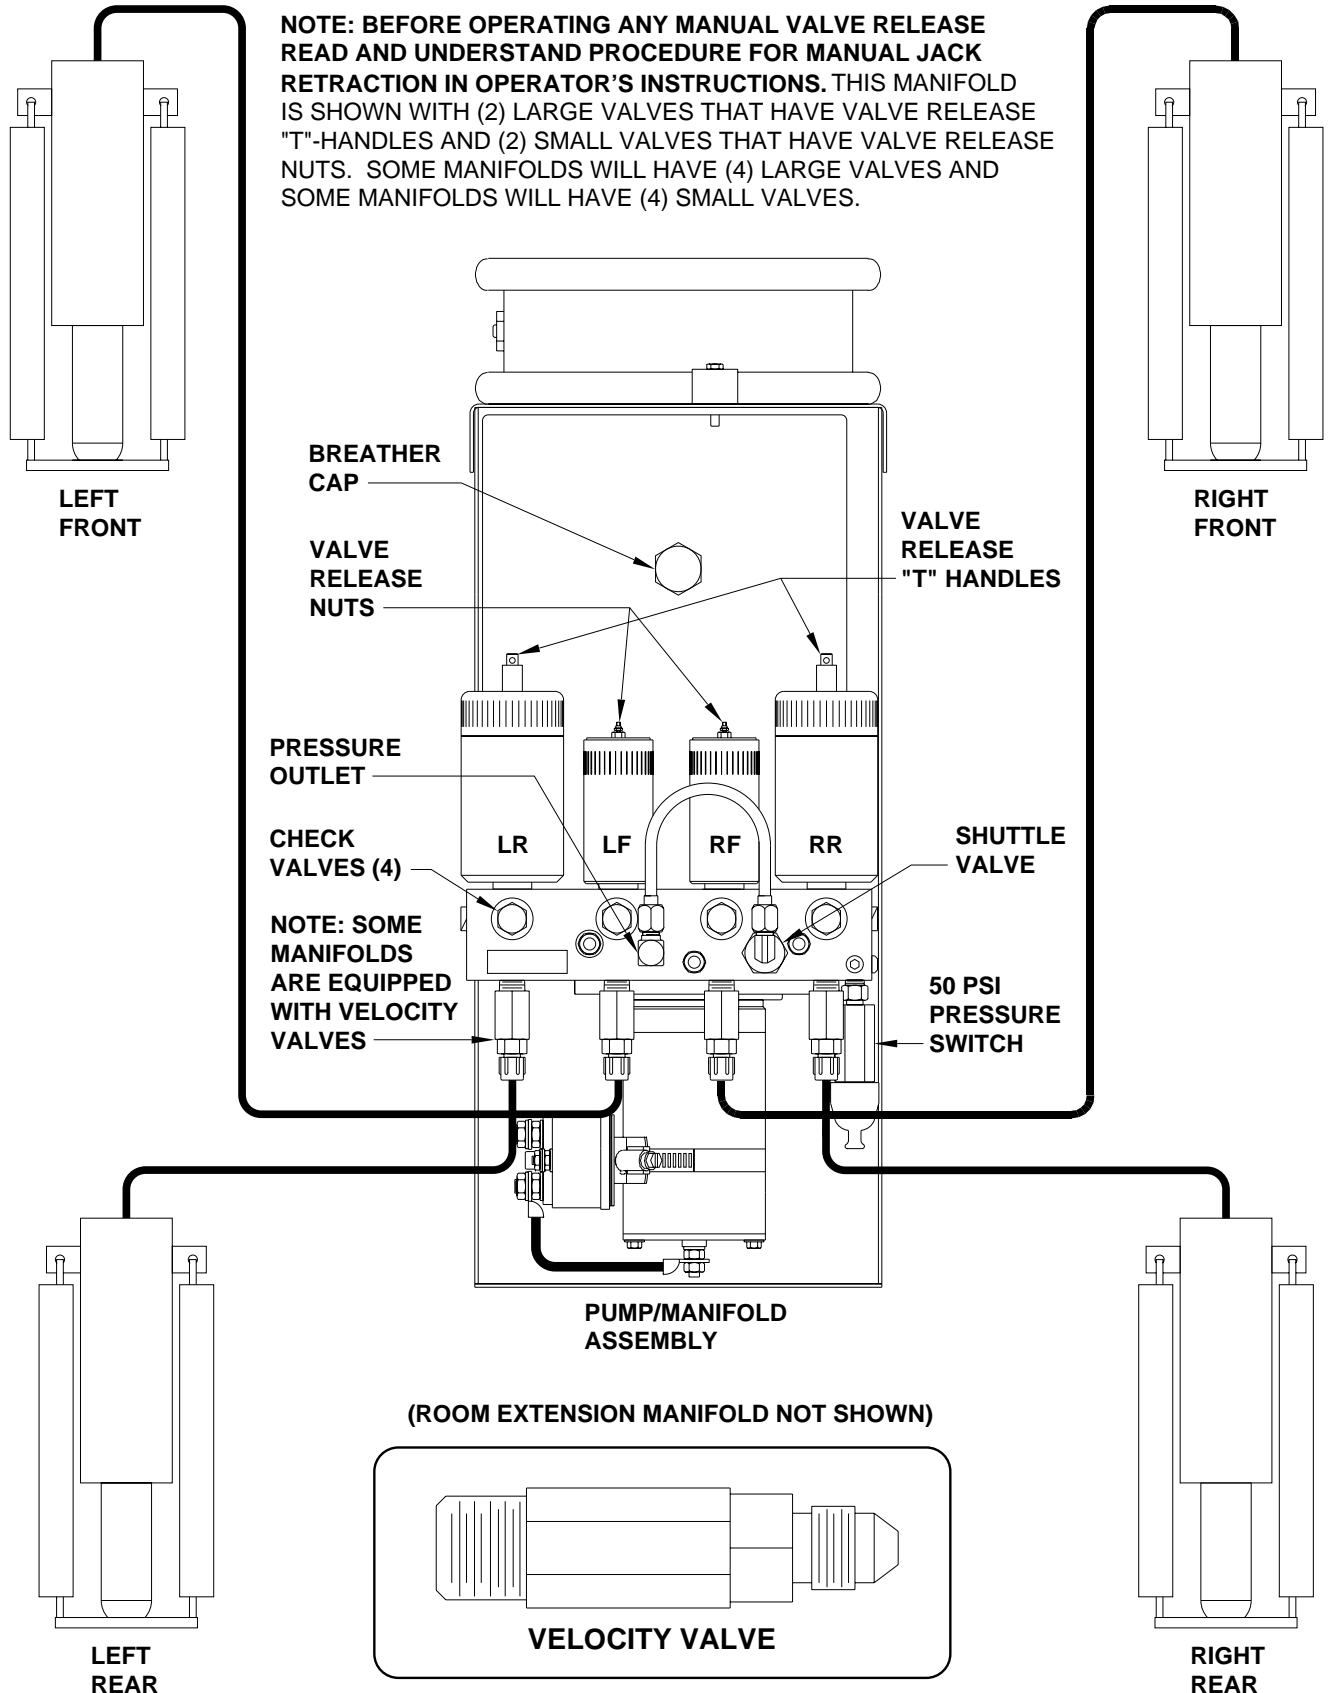 NOTE: BEFORE OPERATING ANY MANUAL VALVE RELEASE
READ AND UNDERSTAND PROCEDURE FOR MANUAL JACK
RETRACTION IN OPERATOR'S INSTRUCTIONS. THIS MANIFOLD
IS SHOWN WITH (2) LARGE VALVES THAT HAVE VALVE RELEASE
"T"-HANDLES AND (2) SMALL VALVES THAT HAVE VALVE RELEASE
NUTS. SOME MANIFOLDS WILL HAVE (4) LARGE VALVES AND
SOME MANIFOLDS WILL HAVE (4) SMALL VALVES.
LEFT
FRONT
RIGHT
FRONT
BREATHER
CAP
VALVE
RELEASE
NUTS
VALVE
RELEASE
"T" HANDLES
PRESSURE
OUTLET
CHECK
VALVES (4)
LR
LF
RF
RR
SHUTTLE
VALVE
NOTE: SOME
MANIFOLDS
ARE EQUIPPED
WITH VELOCITY
VALVES
50 PSI
PRESSURE
SWITCH
PUMP/MANIFOLD
ASSEMBLY
(ROOM EXTENSION MANIFOLD NOT SHOWN)
VELOCITY VALVE
LEFT
REAR
RIGHT
REAR